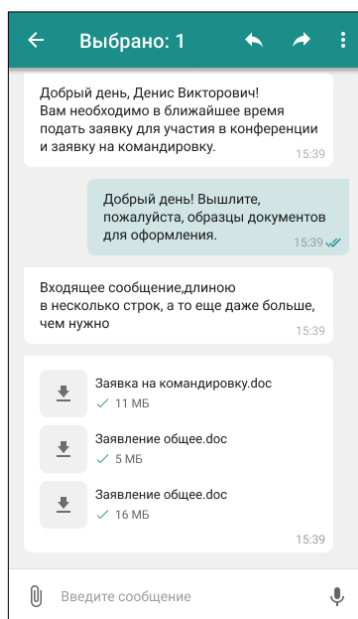 Выбрано: 1
Добрый день, Денис Викторович!
Вам необходимо в ближайшее время
подать заявку для участия в конференции
и заявку на командировку.
15:39
Добрый день! Вышлите,
пожалуйста, образцы документов
для оформления.
15:39
Входящее сообщение,длиною
в несколько строк, а то еще даже больше,
чем нужно
15:39
Заявка на командировку.doc
11 МБ
Заявление общее.doc
5 МБ
Заявление общее.doc
16 МБ
15:39
Введите сообщение